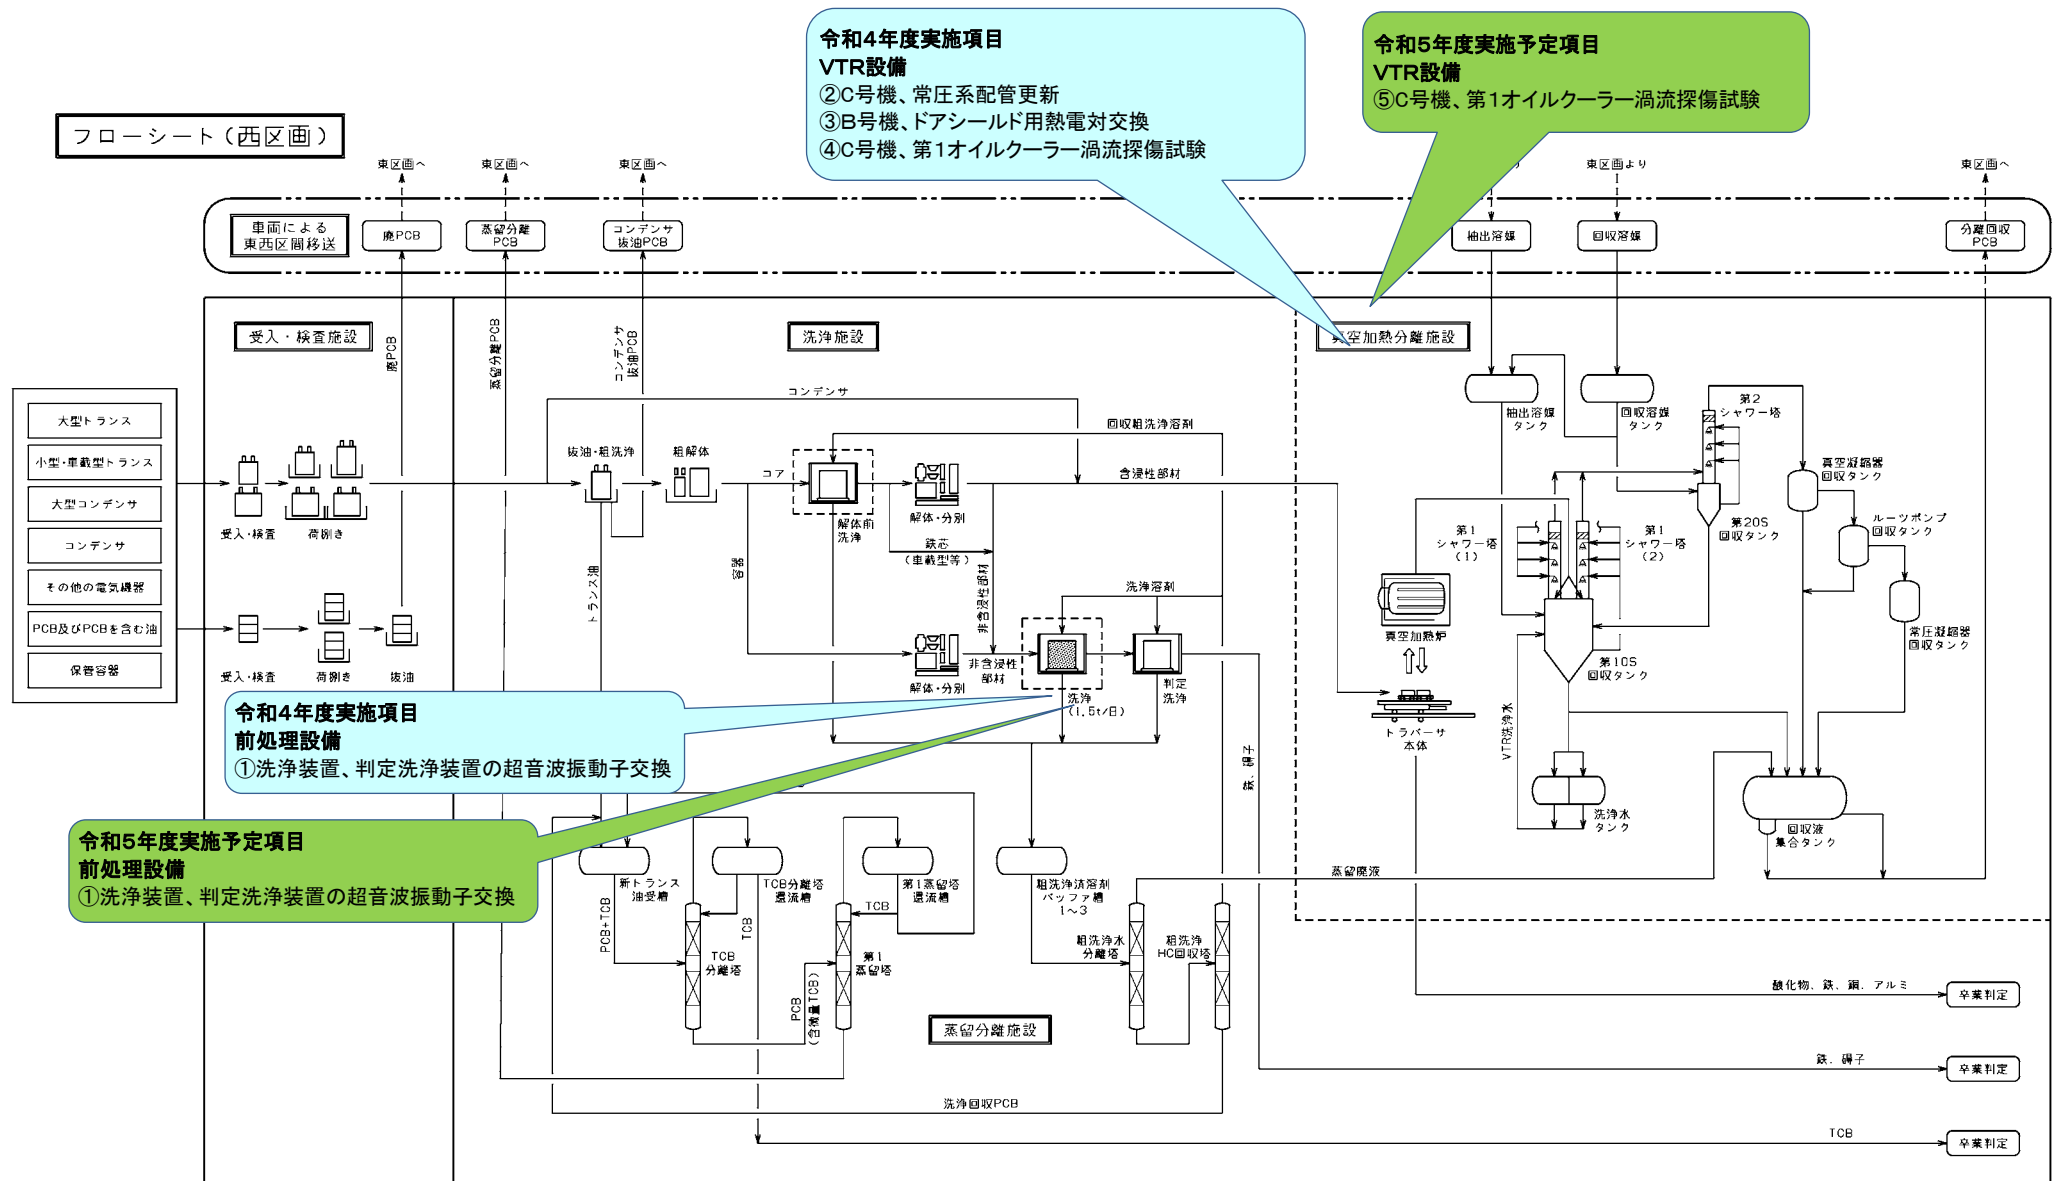 令和4年度実施項目
VTR設備
②C号機、常圧系配管更新
③B号機、ドアシールド用熱電対交換
④C号機、第1オイルクーラー渦流探傷試験
令和5年度実施予定項目
VTR設備
⑤C号機、第1オイルクーラー渦流探傷試験
フローシート（西区画）
東区画へ
東区画へ
東区画へ
東区画より
東区画へ
車両による
東西区間移送
廃PCB
蒸留分離
PCB
コンデンサ
抜油PCB
抽出溶媒
回収溶媒
分離回収
PCB
受入・検査施設
洗浄施設
真空加熱分離施設
廃PCB
蒸留分離PCB
コンデンサ
抜油PCB
大型トランス
小型・車載型トランス
大型コンデンサ
コンデンサ
その他の電気機器
PCB及びPCBを含む油
保管容器
受入・検査
荷捌き
受入・検査
荷捌き
抜油
コンデンサ
抜油・粗洗浄
粗解体
コア
解体前
洗浄
解体・分別
回収粗洗浄溶剤
含浸性部材
鉄芯
（車載型等）
容器
トランス油
非含浸性部材
解体・分別
非含浸性
部材
洗浄溶剤
洗浄
(1.5t/日)
判定
洗浄
抽出溶媒
タンク
回収溶媒
タンク
第2
シャワー塔
真空凝縮器
回収タンク
第20S
回収タンク
ルーツポンプ
回収タンク
第1
シャワー塔
(1)
第1
シャワー塔
(2)
常圧凝縮器
回収タンク
真空加熱炉
第10S
回収タンク
トラバーサ
本体
VTR洗浄水
洗浄水
タンク
回収液
集合タンク
令和4年度実施項目
前処理設備
①洗浄装置、判定洗浄装置の超音波振動子交換
令和5年度実施予定項目
前処理設備
①洗浄装置、判定洗浄装置の超音波振動子交換
鉄、碍子
新トランス
油受槽
TCB分離塔
還流槽
第1蒸留塔
還流槽
粗洗浄済溶剤
バッファ槽
1～3
蒸留廃液
PCB+TCB
TCB
TCB
TCB
分離塔
PCB
(含微量TCB)
第1
蒸留塔
粗洗浄水
分離塔
粗洗浄
HC回収塔
蒸留分離施設
酸化物、鉄、銅、アルミ
卒業判定
鉄、碍子
卒業判定
洗浄回収PCB
TCB
卒業判定